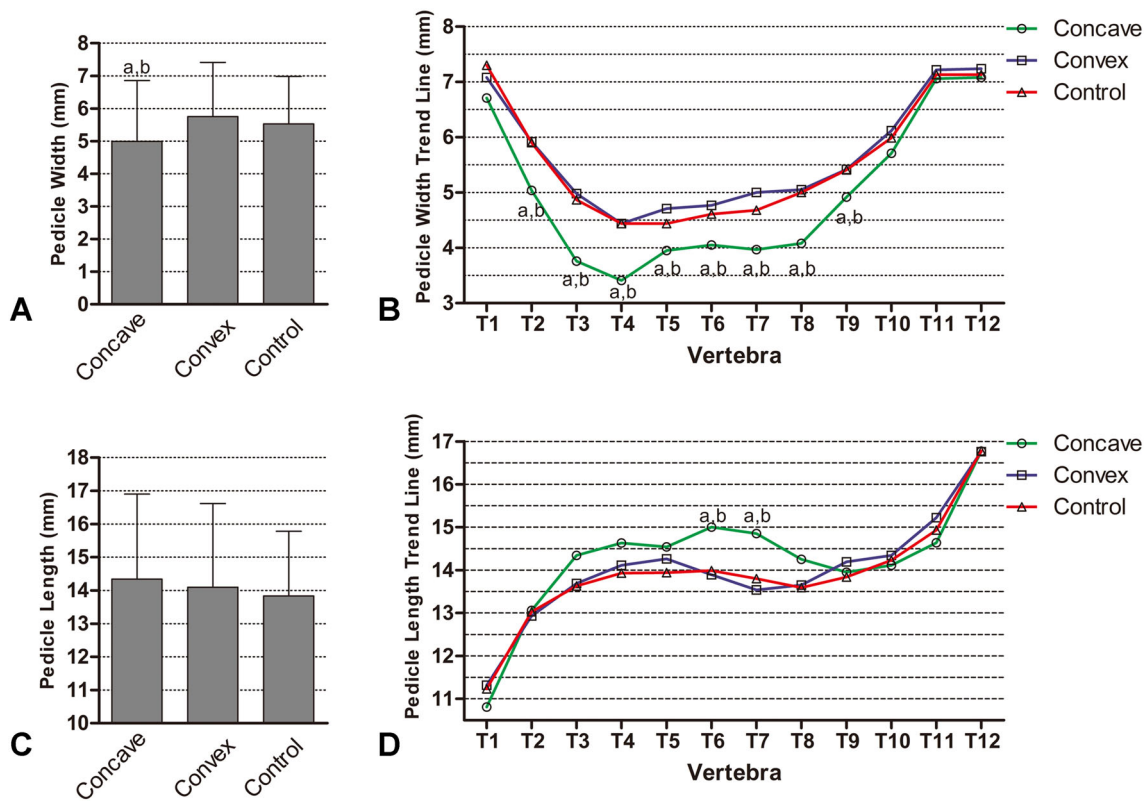 Pedicle Width (mm)
8
7
6
5
4
3
2
1
0
a,b
Concave
Convex
Control
A
Pedicle Width Trend Line (mm)
8
7
6
5
4
3
a,b
a,b
a,b
a,b
a,b
a,b
a,b
a,b
T1 T2 T3 T4 T5 T6 T7 T8 T9 T10 T11 T12
Vertebra
Concave
Convex
Control
B
Pedicle Length (mm)
18
17
16
15
14
13
12
11
10
Concave
Convex
Control
C
Pedicle Length Trend Line (mm)
17
16
15
14
13
12
11
a,b a,b
T1 T2 T3 T4 T5 T6 T7 T8 T9 T10 T11 T12
Vertebra
Concave
Convex
Control
D